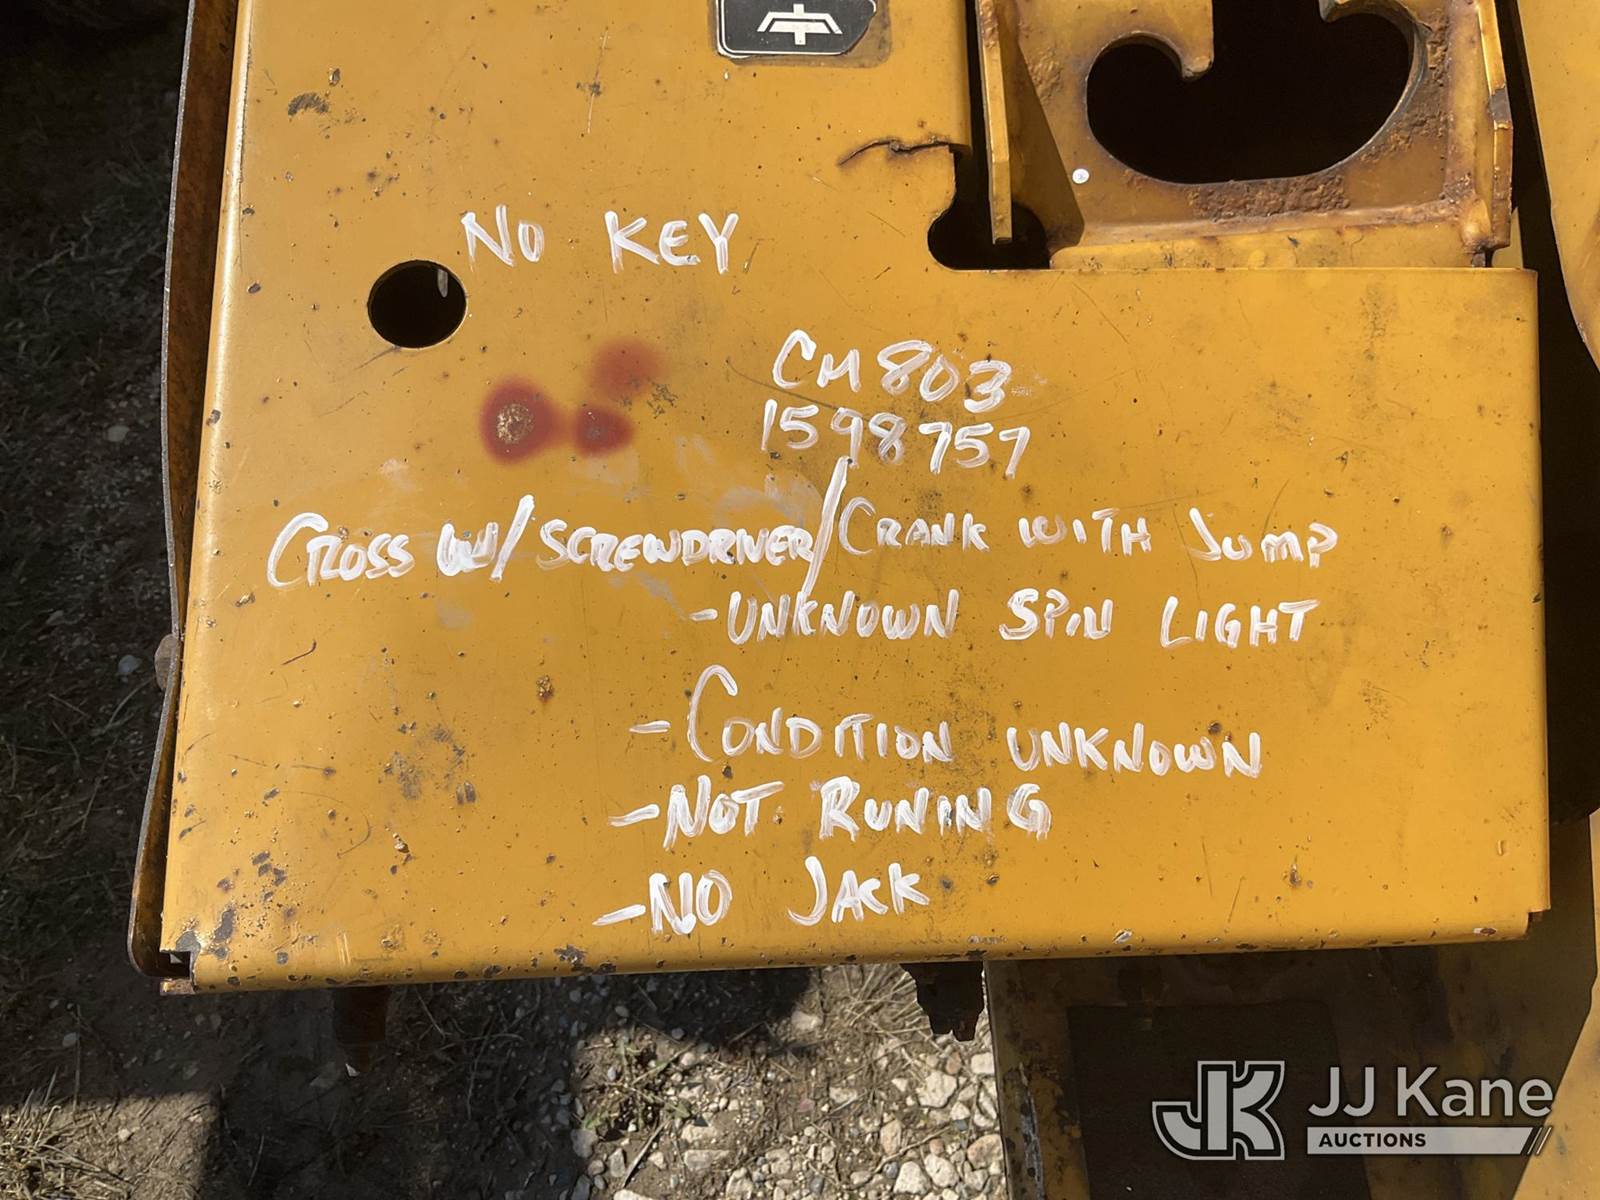 No KEY
CM803
1598757
CROSS W/ SCREWDRIVER/CRANK WITH JUMP
-UNKNOWN SPIN LIGHT
-CONDITION UNKNOWN
-NOT RUNING
-NO JACK
JK JJ Kane
AUCTIONS